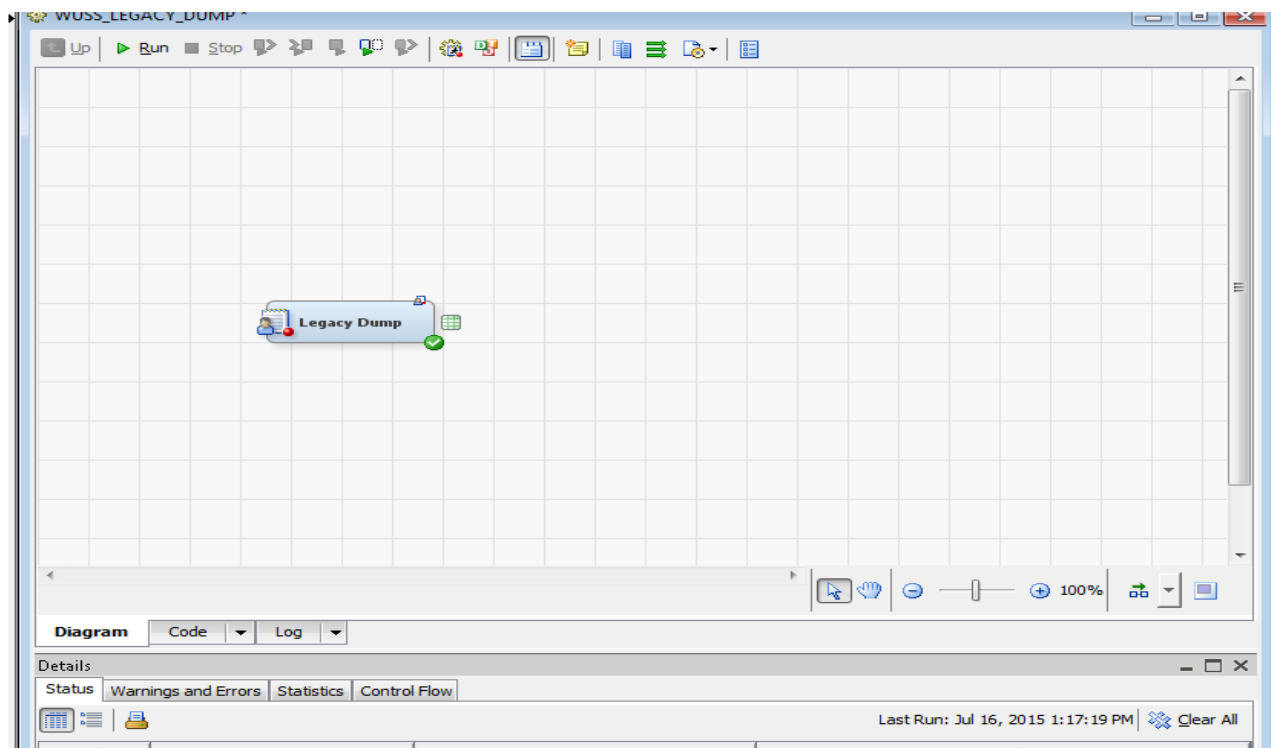 WUSS_LEGACY_DUMP *
Up Run Stop
Legacy Dump
100%
Diagram Code Log
Details
Status Warnings and Errors Statistics Control Flow
Last Run: Jul 16, 2015 1:17:19 PM Clear All